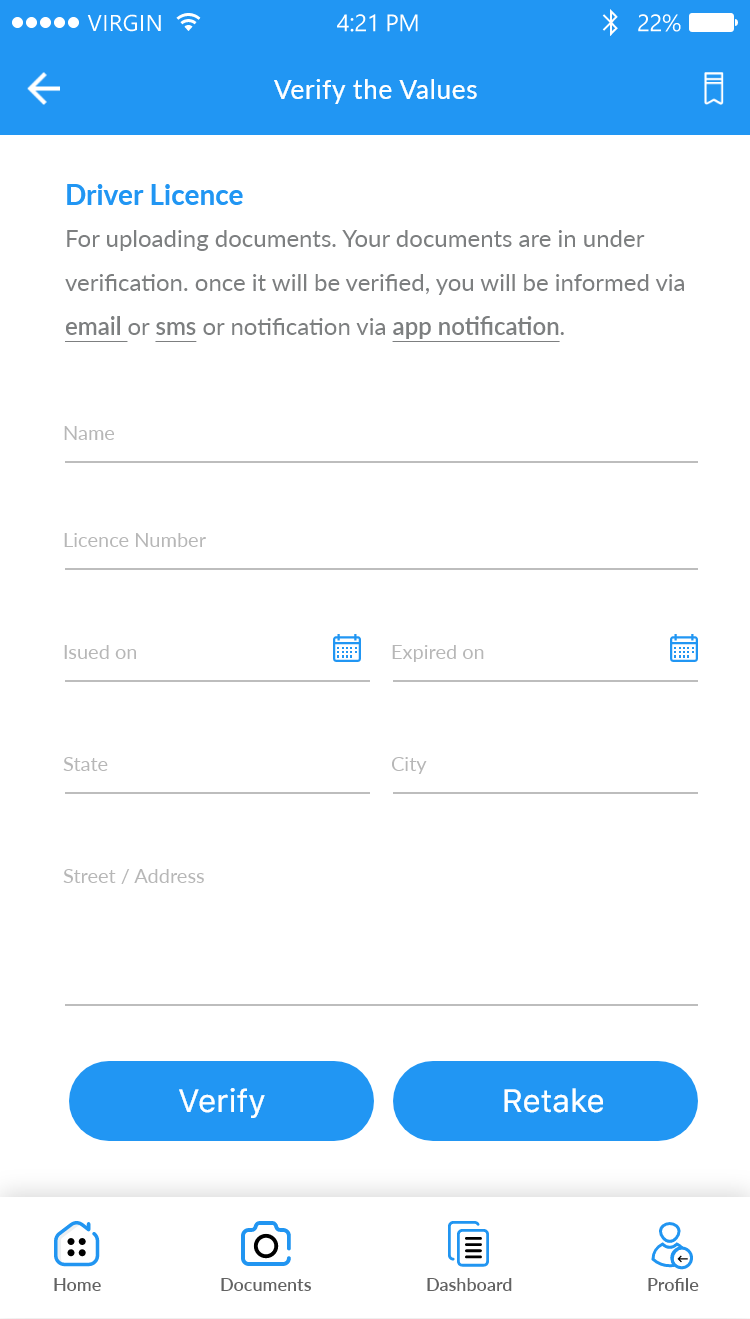 VIRGIN 4:21 PM 22%
Verify the Values
Driver Licence
For uploading documents. Your documents are in under
verification. once it will be verified, you will be informed via
email or sms or notification via app notification.
Name
Licence Number
Isued on Expired on
State City
Street / Address
Verify Retake
Home Documents Dashboard Profile